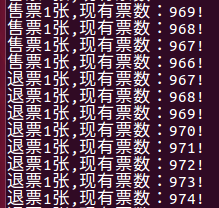 售票1张,现有票数：969!
售票1张,现有票数：968!
售票1张,现有票数：967!
售票1张,现有票数：966!
退票1张,现有票数：967!
退票1张,现有票数：968!
退票1张,现有票数：969!
退票1张,现有票数：970!
退票1张,现有票数：971!
退票1张,现有票数：972!
退票1张,现有票数：973!
退票1张,现有票数：974!